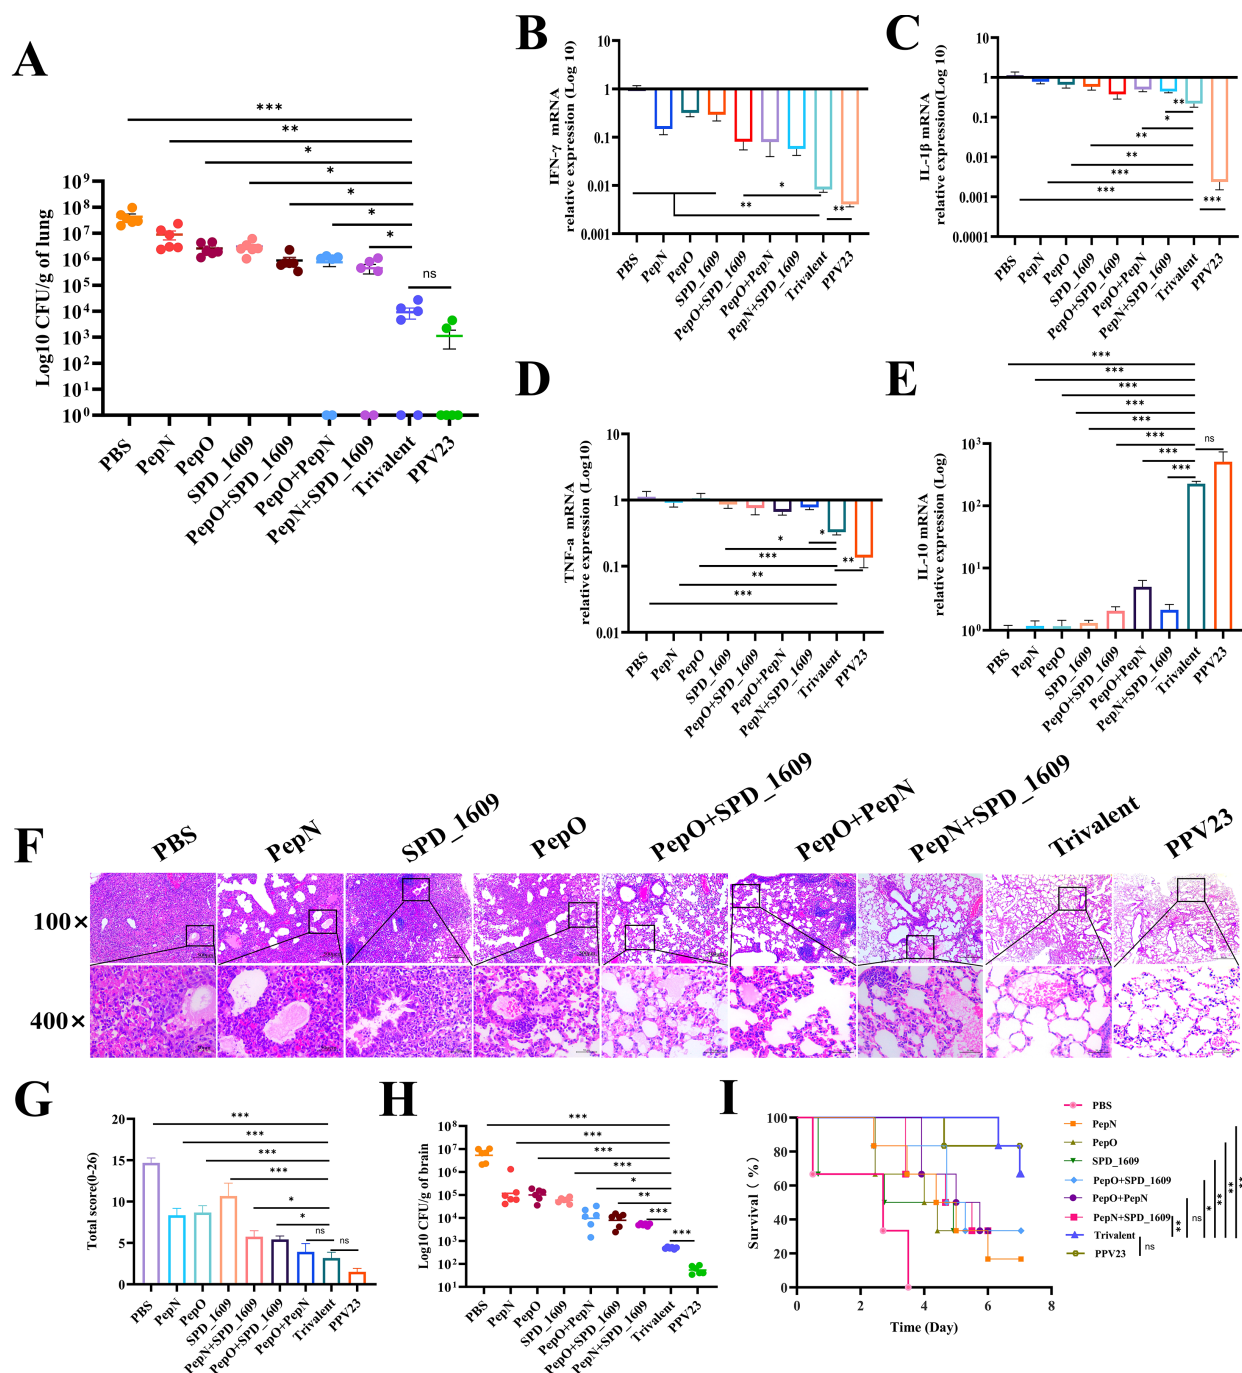 A
Log10 CFU/g of lung
10⁹
10⁸
10⁷
10⁶
10⁵
10⁴
10³
10²
10¹
10⁰
***
**
*
*
*
*
*
ns
PBS
PepN
PepO
SPD_1609
PepO+SPD_1609
PepO+PepN
PepN+SPD_1609
Trivalent
PPV23
B
IFN-γ mRNA
relative expression (Log 10)
10
1
0.1
0.01
0.001
*
**
**
PBS
PepN
PepO
SPD_1609
PepO+SPD_1609
PepO+PepN
PepN+SPD_1609
Trivalent
PPV23
C
IL-1β mRNA
relative expression(Log 10)
10
1
0.1
0.01
0.001
0.0001
**
*
**
**
***
***
***
PBS
PepN
PepO
SPD_1609
PepO+SPD_1609
PepO+PepN
PepN+SPD_1609
Trivalent
PPV23
D
TNF-a mRNA
relative expression (Log10)
10
1
0.1
0.01
*
*
***
**
**
***
PBS
PepN
PepO
SPD_1609
PepO+SPD_1609
PepO+PepN
PepN+SPD_1609
Trivalent
PPV23
E
IL-10 mRNA
relative expression (Log)
10³
10²
10¹
10⁰
***
***
***
***
***
***
***
***
ns
PBS
PepN
PepO
SPD_1609
PepO+SPD_1609
PepO+PepN
PepN+SPD_1609
Trivalent
PPV23
F
PBS
PepN
SPD_1609
PepO
PepO+SPD_1609
PepO+PepN
PepN+SPD_1609
Trivalent
PPV23
100×
400×
G
Total score(0-26)
20
15
10
5
0
***
***
***
***
*
*
ns
ns
PBS
PepN
PepO
SPD_1609
PepN+SPD_1609
PepO+SPD_1609
PepO+PepN
Trivalent
PPV23
H
Log10 CFU/g of brain
10⁸
10⁷
10⁶
10⁵
10⁴
10³
10²
10¹
***
***
***
***
*
**
***
***
PBS
PepN
PepO
SPD_1609
PepO+PepN
PepO+SPD_1609
PepN+SPD_1609
Trivalent
PPV23
I
Survival ( %)
100
80
60
40
20
0
0 2 4 6 8
Time (Day)
PBS
PepN
PepO
SPD_1609
PepO+SPD_1609
PepO+PepN
PepN+SPD_1609
Trivalent
PPV23
ns
**
ns
*
**
**
**